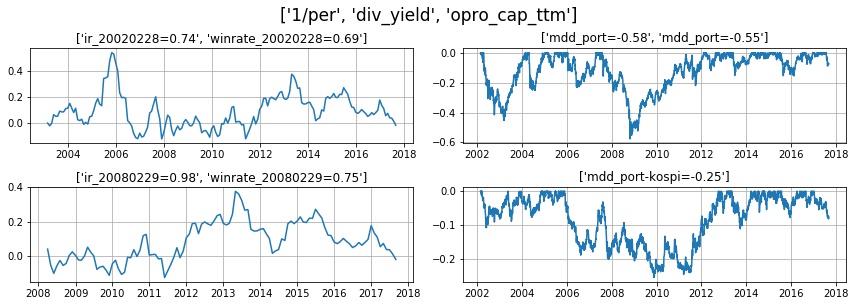 ['1/per', 'div_yield', 'opro_cap_ttm']
['ir_20020228=0.74', 'winrate_20020228=0.69']
0.4
0.2
0.0
2004 2006 2008 2010 2012 2014 2016 2018
['mdd_port=-0.58', 'mdd_port=-0.55']
0.0
−0.2
−0.4
−0.6
2002 2004 2006 2008 2010 2012 2014 2016 2018
['ir_20080229=0.98', 'winrate_20080229=0.75']
0.4
0.2
0.0
2008 2009 2010 2011 2012 2013 2014 2015 2016 2017 2018
['mdd_port-kospi=-0.25']
0.0
−0.1
−0.2
2002 2004 2006 2008 2010 2012 2014 2016 2018